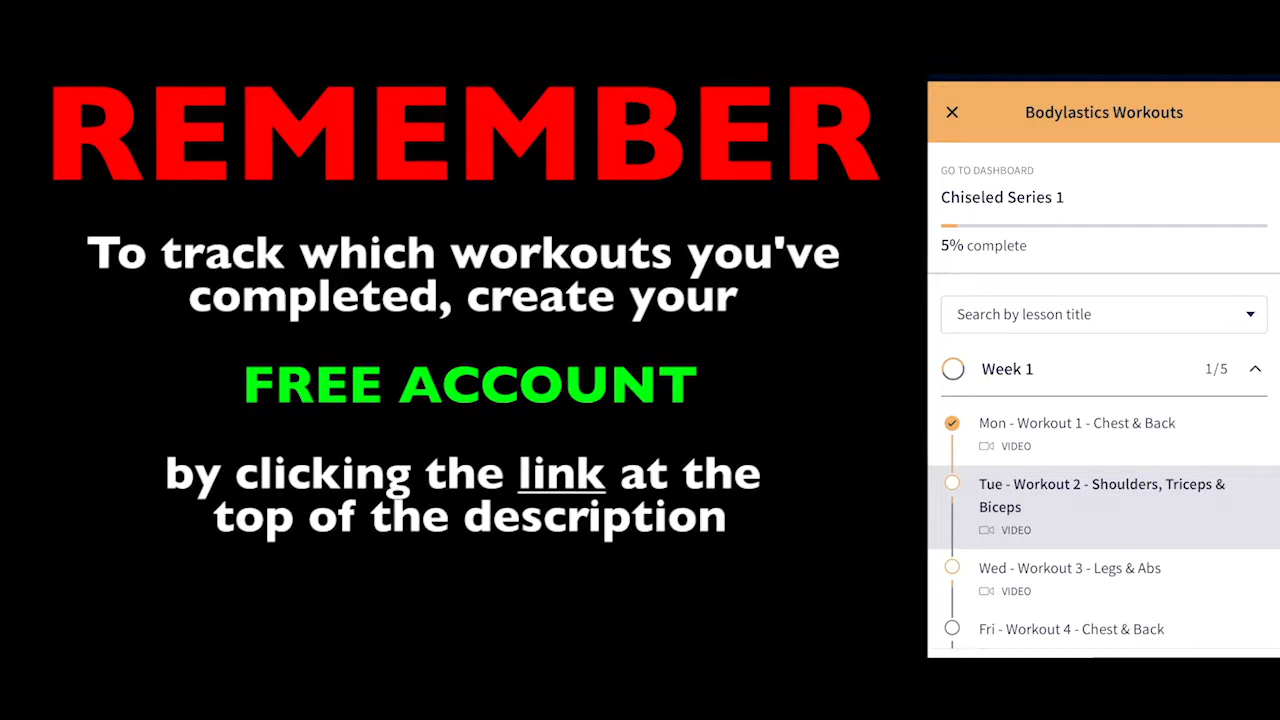 REMEMBER
To track which workouts you've
completed, create your
FREE ACCOUNT
by clicking the link at the
top of the description
Bodylastics Workouts
GO TO DASHBOARD
Chiseled Series 1
5% complete
Search by lesson title
Week 1 1/5
Mon - Workout 1 - Chest & Back
VIDEO
Tue - Workout 2 - Shoulders, Triceps &
Biceps
VIDEO
Wed - Workout 3 - Legs & Abs
VIDEO
Fri - Workout 4 - Chest & Back